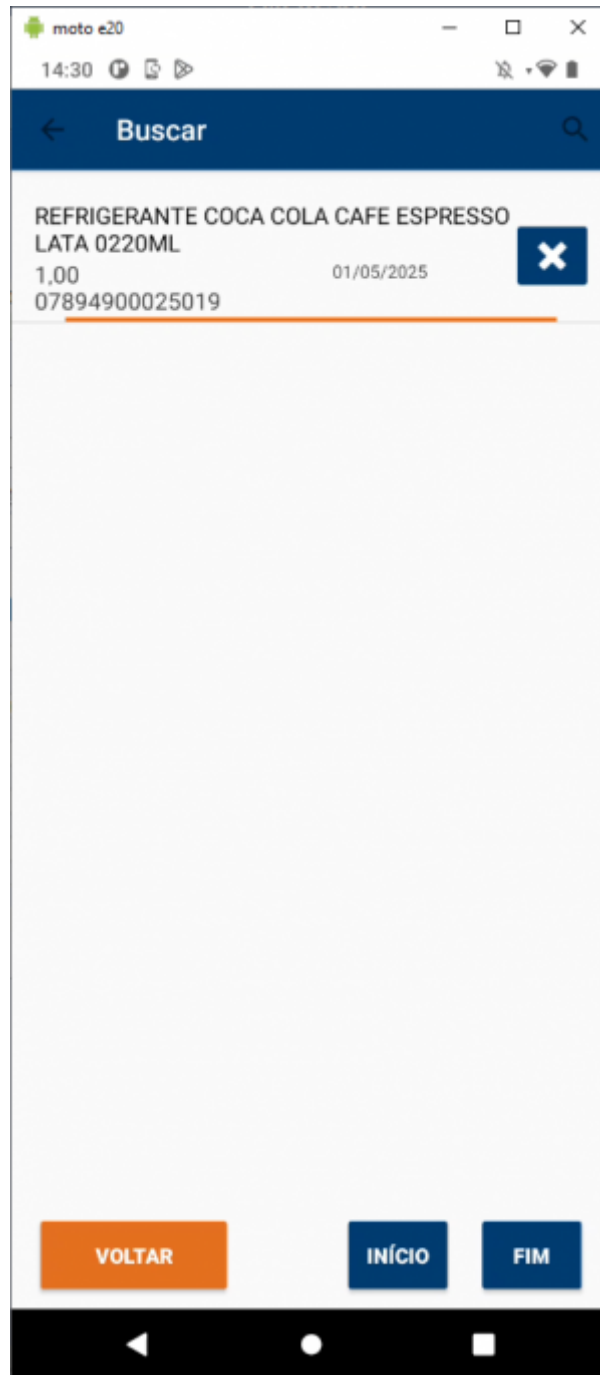 moto e20
14:30
Buscar
REFRIGERANTE COCA COLA CAFE ESPRESSO
LATA 0220ML
1,00 01/05/2025
07894900025019
VOLTAR INÍCIO FIM